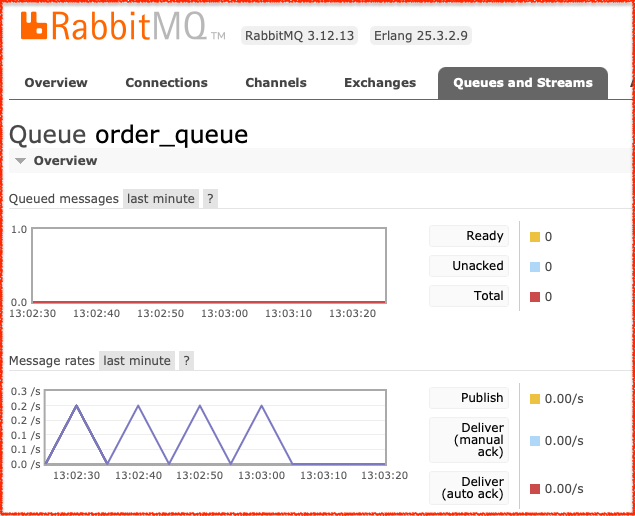 RabbitMQ TM RabbitMQ 3.12.13 Erlang 25.3.2.9
Overview Connections Channels Exchanges Queues and Streams
Queue order_queue
Overview
Queued messages last minute ?
1.0
0.0
13:02:30 13:02:40 13:02:50 13:03:00 13:03:10 13:03:20
Ready 0
Unacked 0
Total 0
Message rates last minute ?
0.3 /s
0.2 /s
0.2 /s
0.1 /s
0.1 /s
0.0 /s
13:02:30 13:02:40 13:02:50 13:03:00 13:03:10 13:03:20
Publish 0.00/s
Deliver
(manual 0.00/s
ack)
Deliver
(auto ack) 0.00/s